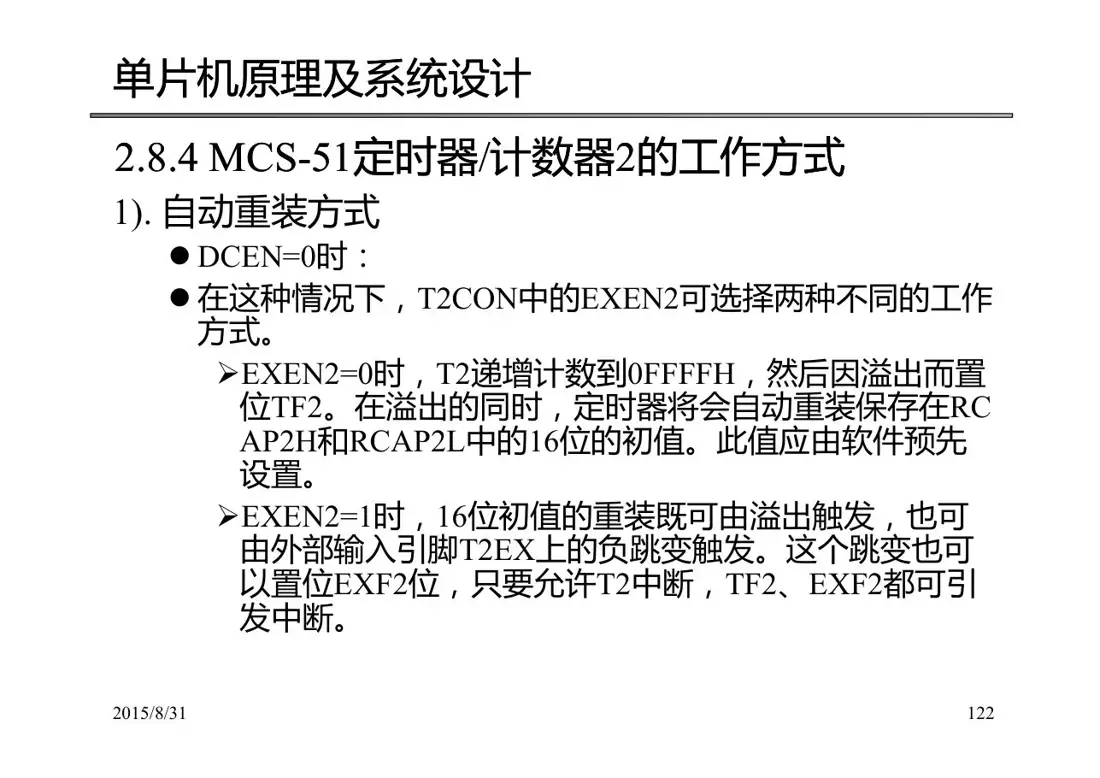 单片机原理及系统设计
2.8.4 MCS-51定时器/计数器2的工作方式
1). 自动重装方式
● DCEN=0时：
● 在这种情况下，T2CON中的EXEN2可选择两种不同的工作
方式。
➢EXEN2=0时，T2递增计数到0FFFFH，然后因溢出而置
位TF2。在溢出的同时，定时器将会自动重装保存在RC
AP2H和RCAP2L中的16位的初值。此值应由软件预先
设置。
➢EXEN2=1时，16位初值的重装既可由溢出触发，也可
由外部输入引脚T2EX上的负跳变触发。这个跳变也可
以置位EXF2位，只要允许T2中断，TF2、EXF2都可引
发中断。
2015/8/31
122